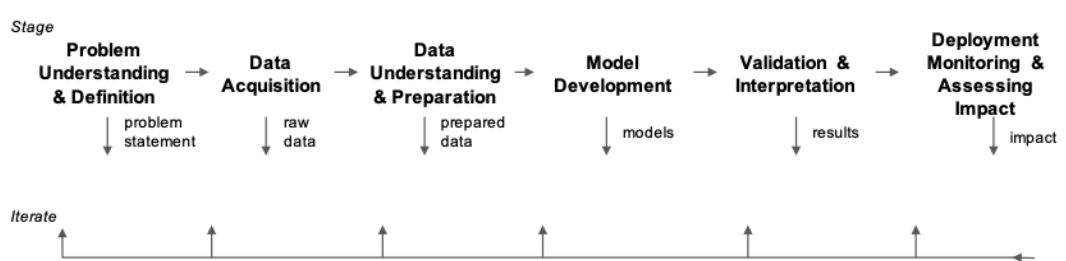 Stage
Problem
Understanding
& Definition
Data
Acquisition
Data
Understanding
& Preparation
Model
Development
Validation &
Interpretation
Deployment
Monitoring &
Assessing
Impact
problem
statement
raw
data
prepared
data
models
results
impact
Iterate